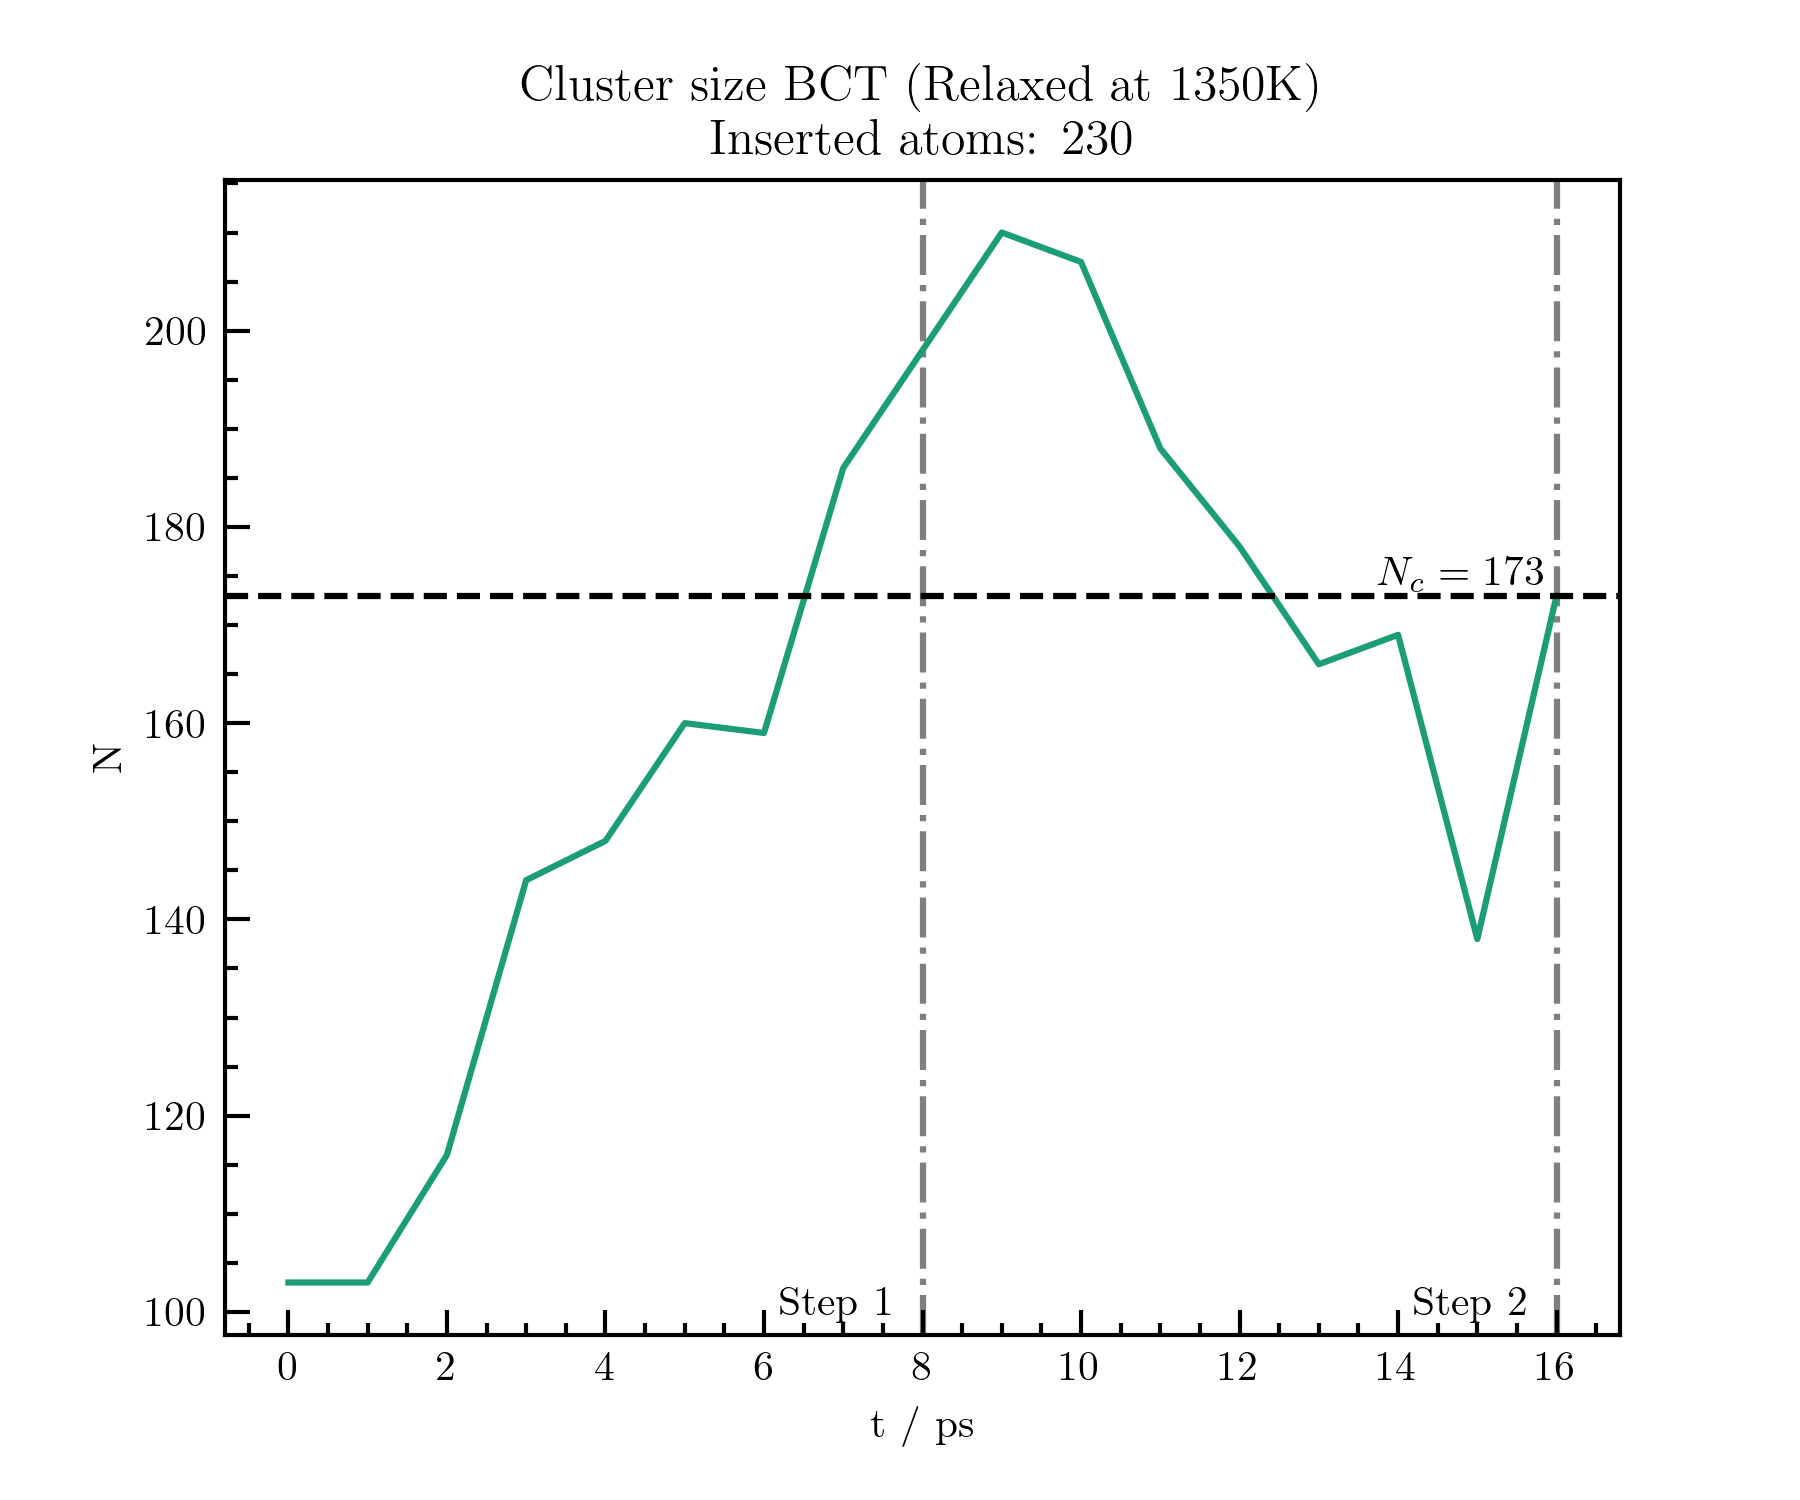 Cluster size BCT (Relaxed at 1350K)
Inserted atoms: 230
N
200
180
160
140
120
100
N_c = 173
Step 1
Step 2
0 2 4 6 8 10 12 14 16
t / ps